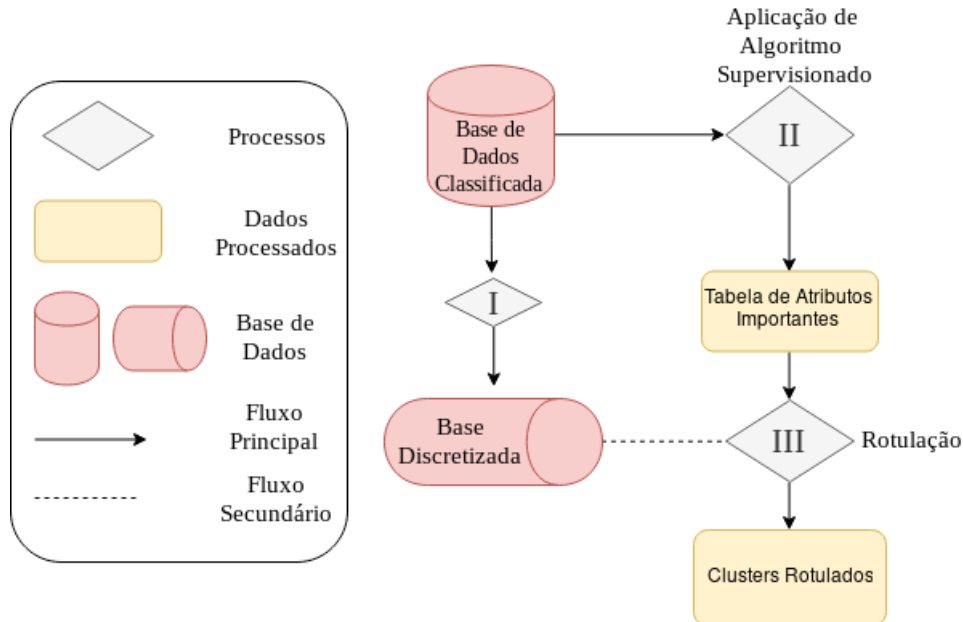 Processos
Dados
Processados
Base de
Dados
Fluxo
Principal
Fluxo
Secundário
Aplicação de
Algoritmo
Supervisionado
Base de
Dados
Classificada
II
I
Tabela de Atributos
Importantes
Base
Discretizada
III
Rotulação
Clusters Rotulados